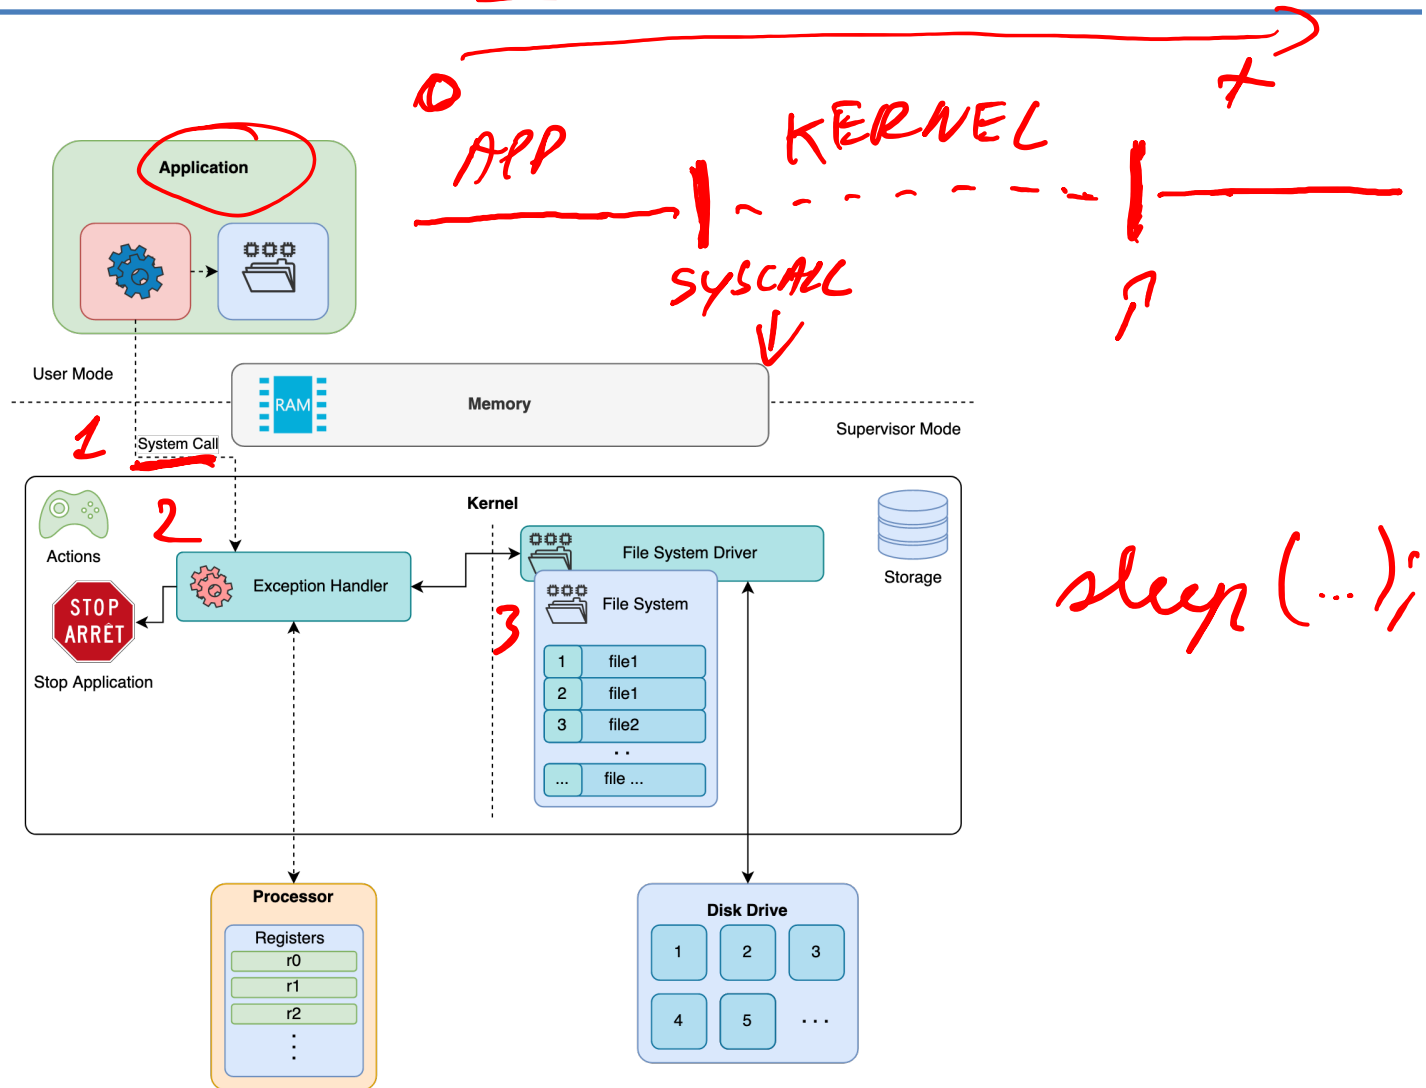 0
t
APP
KERNEL
Application
SYSCALL
User Mode
RAM
Memory
Supervisor Mode
1
System Call
2
Kernel
Actions
Exception Handler
File System Driver
Storage
STOP
ARRÊT
Stop Application
3
File System
1 file1
2 file1
3 file2
. .
... file ...
sleep(...);
Processor
Registers
r0
r1
r2
Disk Drive
1 2 3
4 5 ...